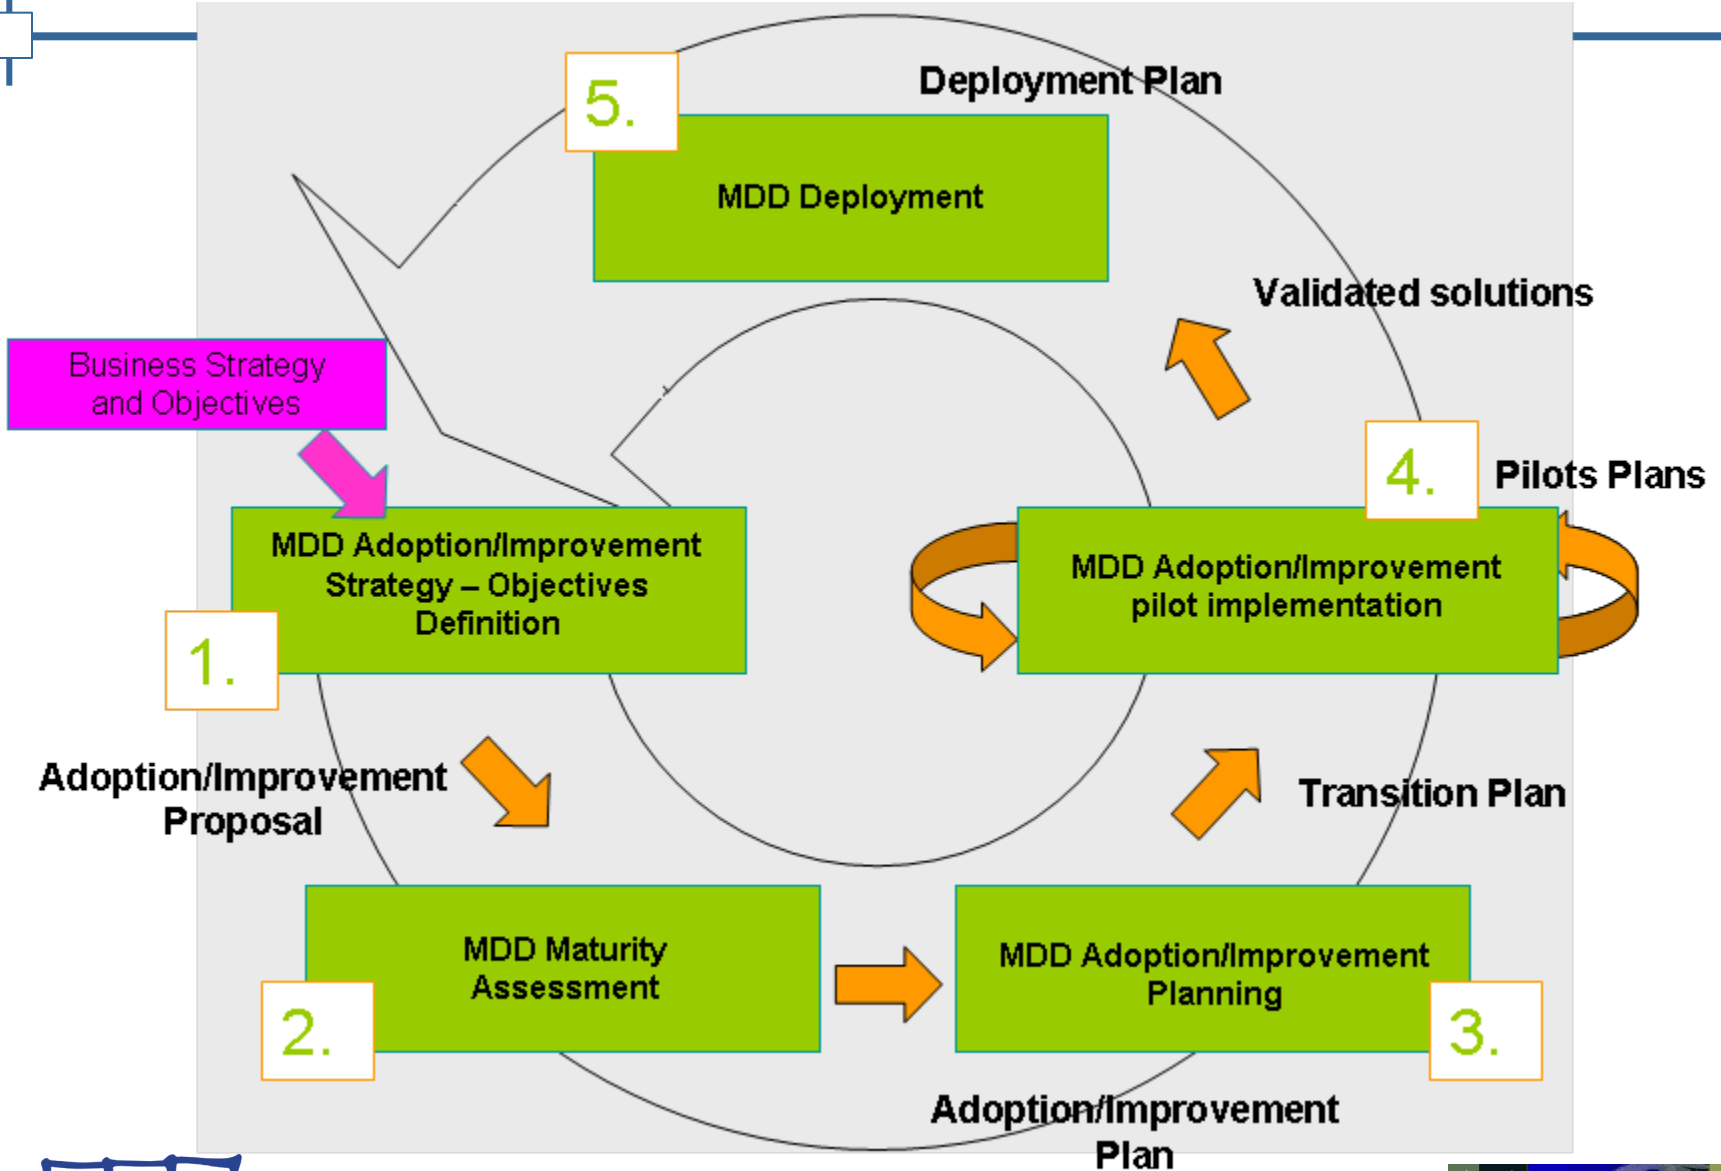 5.
Deployment Plan
MDD Deployment
Validated solutions
Business Strategy
and Objectives
4.
Pilots Plans
MDD Adoption/Improvement
Strategy – Objectives
Definition
1.
MDD Adoption/Improvement
pilot implementation
Adoption/Improvement
Proposal
Transition Plan
MDD Maturity
Assessment
2.
MDD Adoption/Improvement
Planning
3.
Adoption/Improvement
Plan